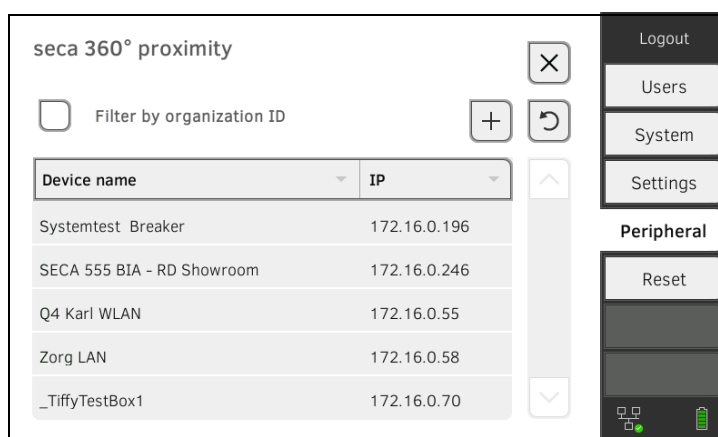 seca 360° proximity
Filter by organization ID
Device name IP
Systemtest Breaker 172.16.0.196
SECA 555 BIA - RD Showroom 172.16.0.246
Q4 Karl WLAN 172.16.0.55
Zorg LAN 172.16.0.58
_TiffyTestBox1 172.16.0.70
Logout
Users
System
Settings
Peripheral
Reset